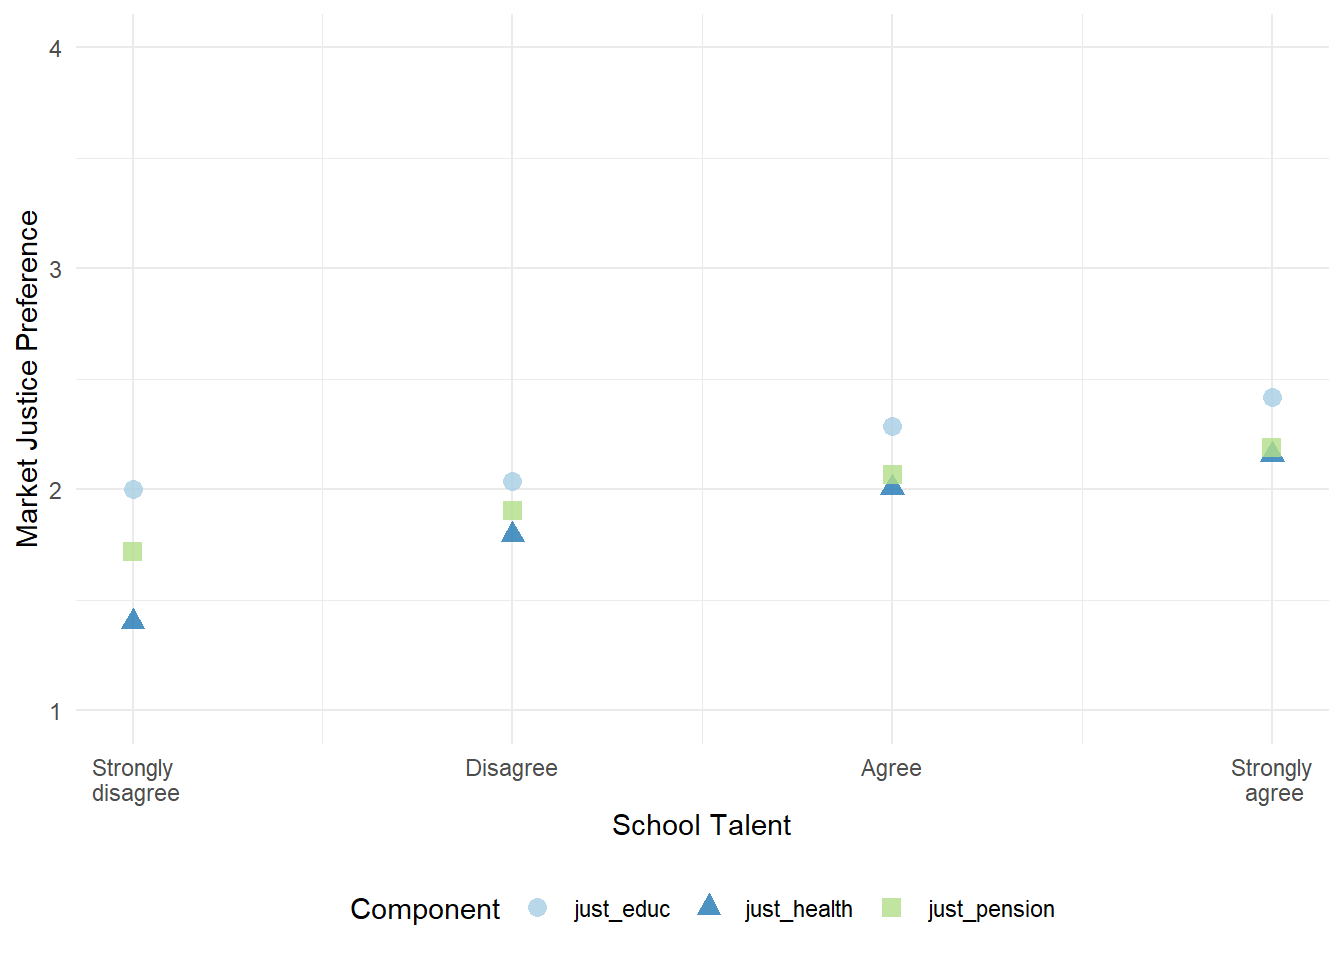 4
3
2
1
Market Justice Preference
Strongly
disagree
Disagree
Agree
Strongly
agree
School Talent
Component just_educ just_health just_pension